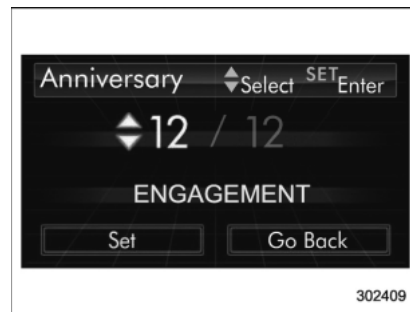 Anniversary Select SET Enter
12 / 12
ENGAGEMENT
Set Go Back
302409